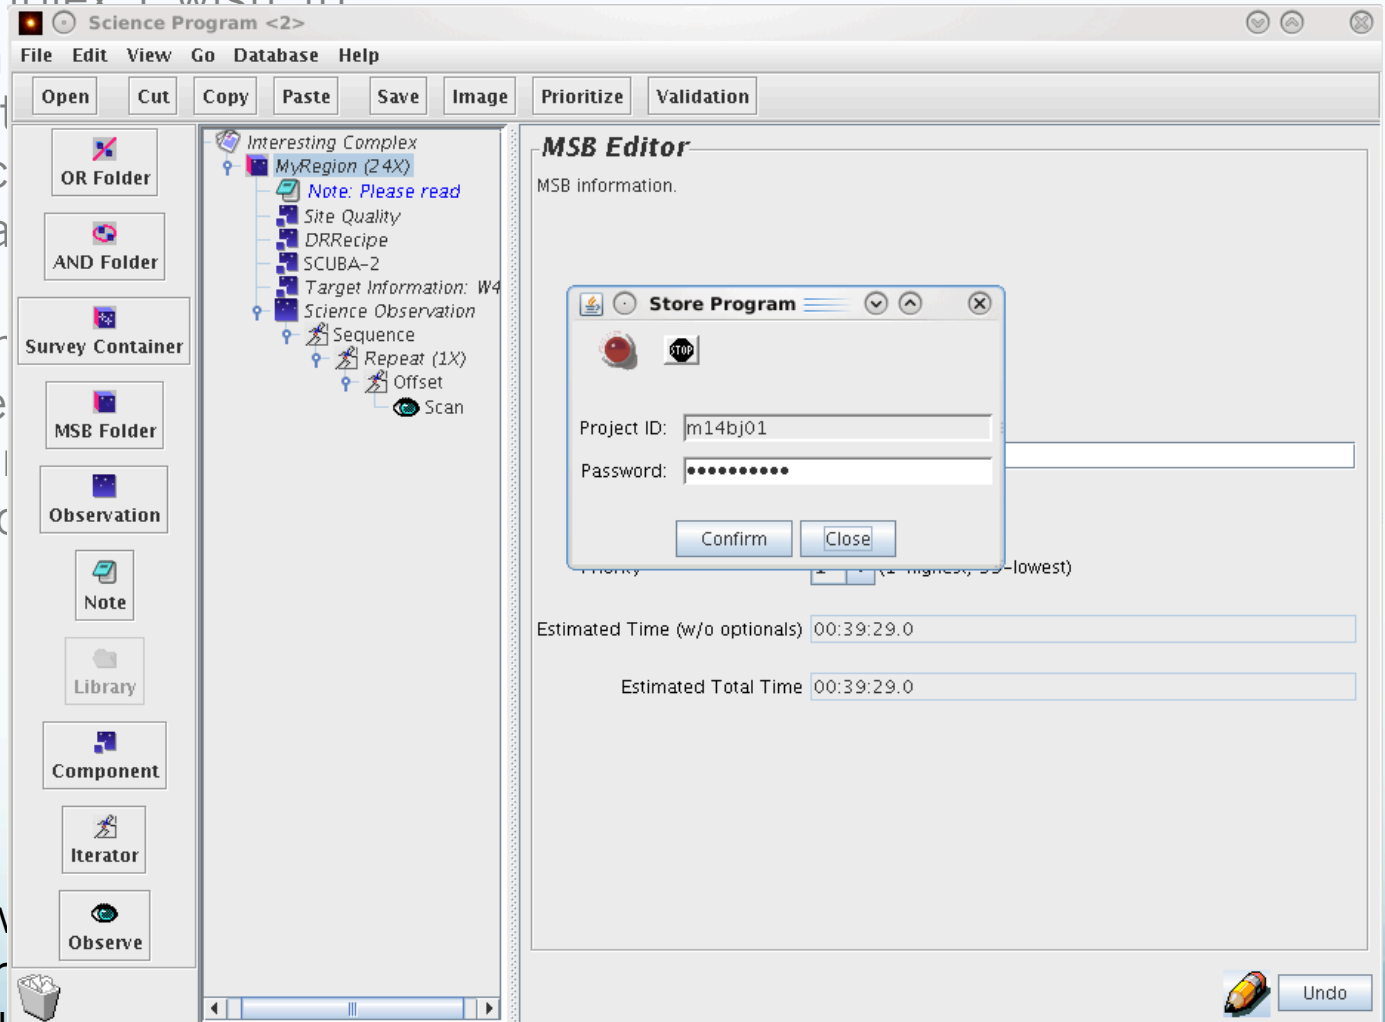 Science Program <2>
File Edit View Go Database Help
Open Cut Copy Paste Save Image Prioritize Validation
OR Folder
AND Folder
Survey Container
MSB Folder
Observation
Note
Library
Component
Iterator
Observe
Interesting Complex
MyRegion (24X)
Note: Please read
Site Quality
DRRecipe
SCUBA-2
Target Information: W4
Science Observation
Sequence
Repeat (1X)
Offset
Scan
MSB Editor
MSB information.
Store Program
STOP
Project ID: m14bj01
Password: ••••••••••
Confirm Close
-lowest)
Estimated Time (w/o optionals) 00:39:29.0
Estimated Total Time 00:39:29.0
Undo